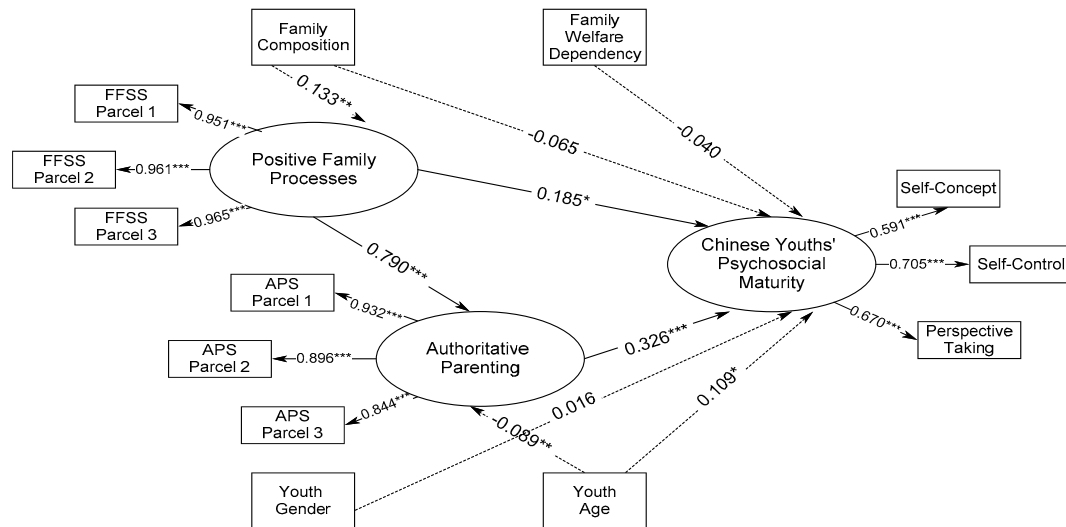 Family
Composition
Family
Welfare
Dependency
0.133**
FFSS
Parcel 1
0.951***
-0.065
-0.040
FFSS
Parcel 2
0.961***
Positive Family
Processes
0.185*
Self-Concept
0.591***
FFSS
Parcel 3
0.965***
Chinese Youths'
Psychosocial
Maturity
0.705***
Self-Control
0.790***
APS
Parcel 1
0.932***
0.670***
Perspective
Taking
APS
Parcel 2
0.896***
Authoritative
Parenting
0.326***
0.109*
0.016
APS
Parcel 3
0.844***
-0.089**
Youth
Gender
Youth
Age